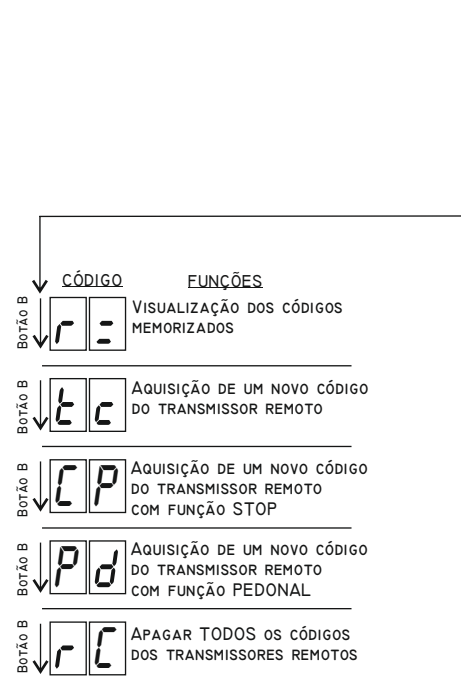 CÓDIGO FUNÇÕES
BOTÃO B
r =
VISUALIZAÇÃO DOS CÓDIGOS
MEMORIZADOS
BOTÃO B
t c
AQUISIÇÃO DE UM NOVO CÓDIGO
DO TRANSMISSOR REMOTO
BOTÃO B
C P
AQUISIÇÃO DE UM NOVO CÓDIGO
DO TRANSMISSOR REMOTO
COM FUNÇÃO STOP
BOTÃO B
P d
AQUISIÇÃO DE UM NOVO CÓDIGO
DO TRANSMISSOR REMOTO
COM FUNÇÃO PEDONAL
BOTÃO B
r C
APAGAR TODOS OS CÓDIGOS
DOS TRANSMISSORES REMOTOS